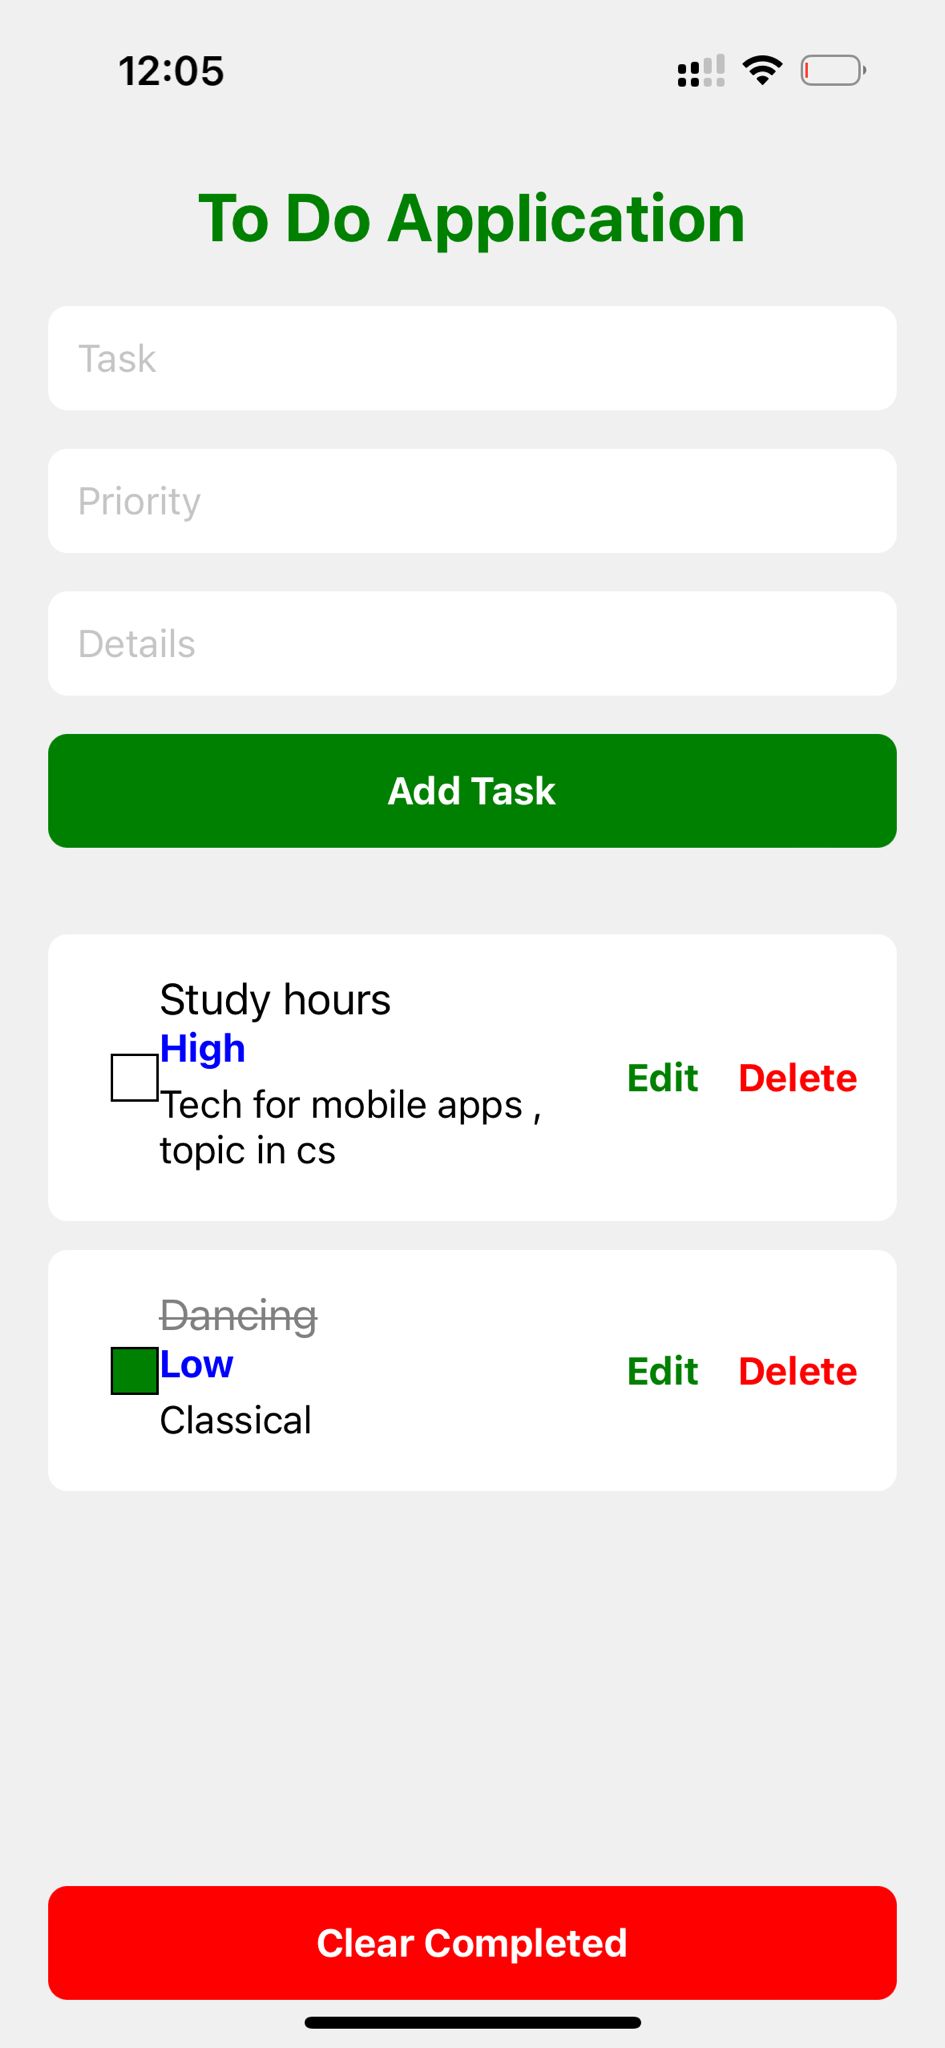 12:05
To Do Application
Task
Priority
Details
Add Task
Study hours
High
Tech for mobile apps ,
topic in cs
Edit Delete
Dancing
Low
Classical
Edit Delete
Clear Completed